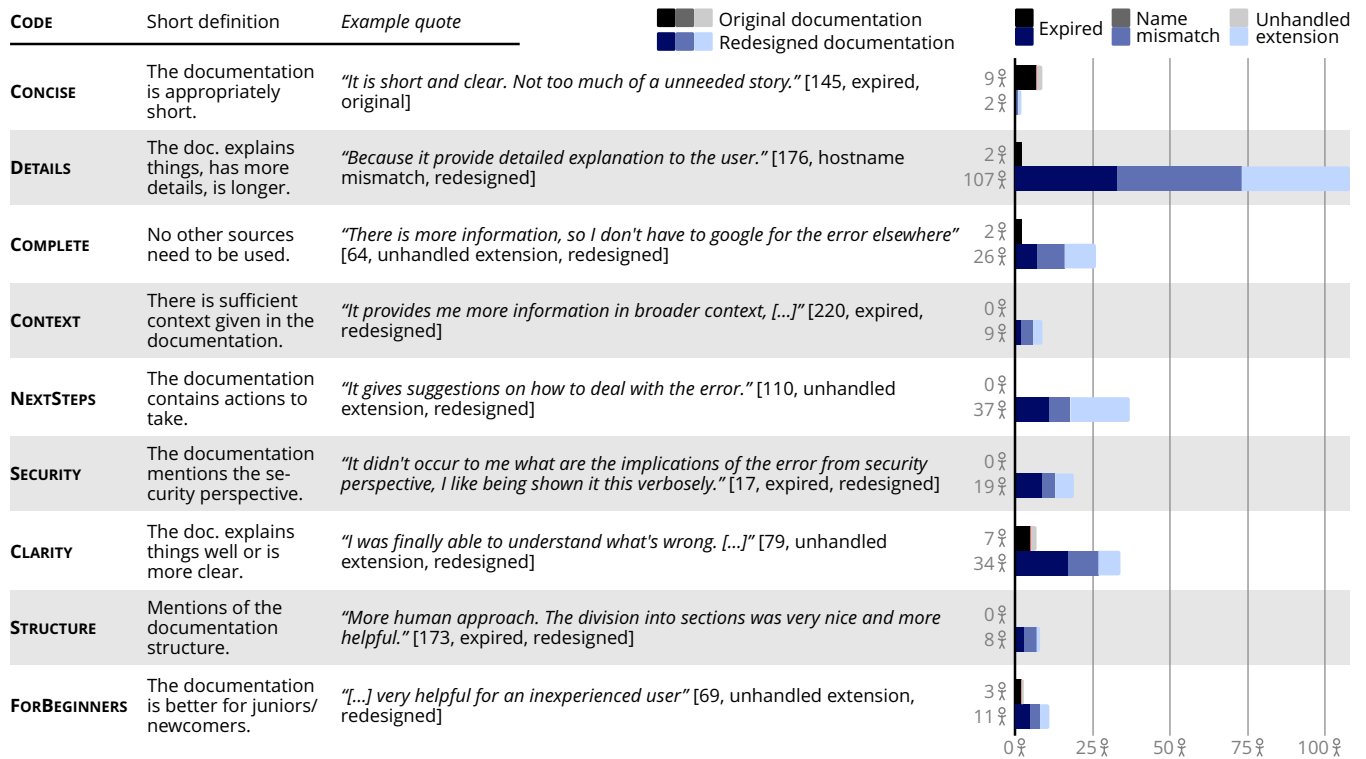 CODE Short definition Example quote
Original documentation
Redesigned documentation
Expired
Name
mismatch
Unhandled
extension
CONCISE
The documentation
is appropriately
short.
“It is short and clear. Not too much of a unneeded story.” [145, expired,
original]
9
2
DETAILS
The doc. explains
things, has more
details, is longer.
“Because it provide detailed explanation to the user.” [176, hostname
mismatch, redesigned]
2
107
COMPLETE
No other sources
need to be used.
“There is more information, so I don't have to google for the error elsewhere”
[64, unhandled extension, redesigned]
2
26
CONTEXT
There is sufficient
context given in the
documentation.
“It provides me more information in broader context, [...]” [220, expired,
redesigned]
0
9
NEXTSTEPS
The documentation
contains actions to
take.
“It gives suggestions on how to deal with the error.” [110, unhandled
extension, redesigned]
0
37
SECURITY
The documentation
mentions the se-
curity perspective.
“It didn't occur to me what are the implications of the error from security
perspective, I like being shown it this verbosely.” [17, expired, redesigned]
0
19
CLARITY
The doc. explains
things well or is
more clear.
“I was finally able to understand what's wrong. [...]” [79, unhandled
extension, redesigned]
7
34
STRUCTURE
Mentions of the
documentation
structure.
“More human approach. The division into sections was very nice and more
helpful.” [173, expired, redesigned]
0
8
FORBEGINNERS
The documentation
is better for juniors/
newcomers.
“[...] very helpful for an inexperienced user” [69, unhandled extension,
redesigned]
3
11
0 25 50 75 100